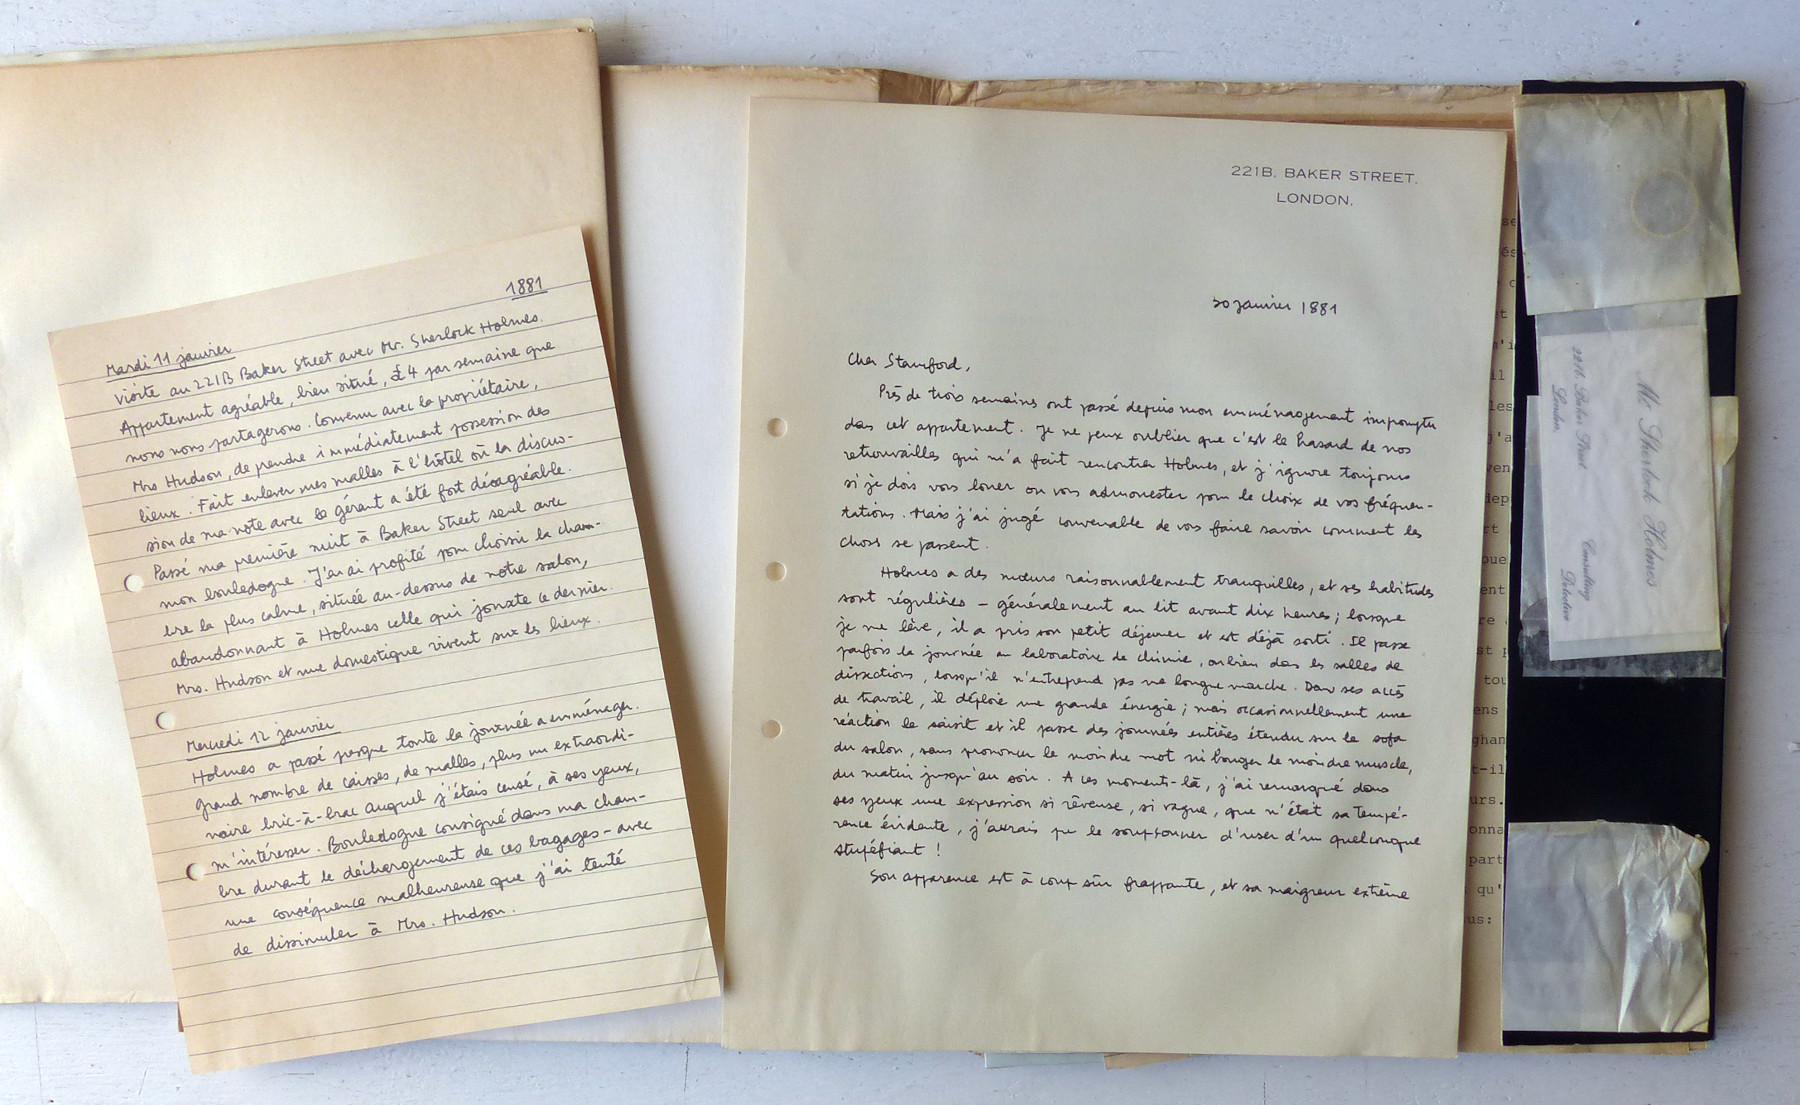 1881
Mardi 11 janvier
Visite au 221B Baker Street avec Mr. Sherlock Holmes.
Appartement agréable, bien situé, £4 par semaine que
nous nous partagerons. Convenu avec la propriétaire,
Mrs Hudson, de prendre immédiatement possession des
lieux. Fait enlever mes malles à l'hôtel où la discus-
sion de ma note avec le gérant a été fort désagréable.
Passé ma première nuit à Baker Street seul avec
mon bouledogue. J'en ai profité pour choisir la cham-
bre la plus calme, située au-dessus de notre salon,
abandonnant à Holmes celle qui jouxte ce dernier.
Mrs. Hudson et une domestique vivent sur les lieux.
Mercredi 12 janvier
Holmes a passé presque toute la journée a emménager.
Grand nombre de caisses, de malles, plus un extraordi-
naire bric-à-brac auquel j'étais censé, à ses yeux,
m'intéresser. Bouledogue consigné dans ma cham-
bre durant le déchargement de ces bagages - avec
une conséquence malheureuse que j'ai tenté
de dissimuler à Mrs. Hudson.
221B, BAKER STREET,
LONDON.
30 janvier 1881
Cher Stamford,
Près de trois semaines ont passé depuis mon emménagement impromptu
dans cet appartement. Je ne peux oublier que c'est le hasard de nos
retrouvailles qui m'a fait rencontrer Holmes, et j'ignore toujours
si je dois vous louer ou vous admonester pour le choix de vos fréquen-
tations. Mais j'ai jugé convenable de vous faire savoir comment les
choses se passent.
Holmes a des mœurs raisonnablement tranquilles, et ses habitudes
sont régulières - généralement au lit avant dix heures; lorsque
je me lève, il a pris son petit déjeuner et est déjà sorti. Il passe
parfois la journée au laboratoire de chimie, ou bien dans les salles de
dissections, lorsqu'il n'entreprend pas une longue marche. Dans ses accès
de travail, il déploie une grande énergie; mais occasionnellement une
réaction le saisit et il passe des journées entières étendu sur le sofa
du salon, sans prononcer le moindre mot ni bouger le moindre muscle,
du matin jusqu'au soir. A ces moments-là, j'ai remarqué dans
ses yeux une expression si rêveuse, si vague, que n'était sa tempé-
rence évidente, j'aurais pu le soupçonner d'user d'un quelconque
stupéfiant !
Son apparence est à coup sûr frappante, et sa maigreur extrême
Mr Sherlock Holmes
221B, Baker Street
London
Consulting
Detective